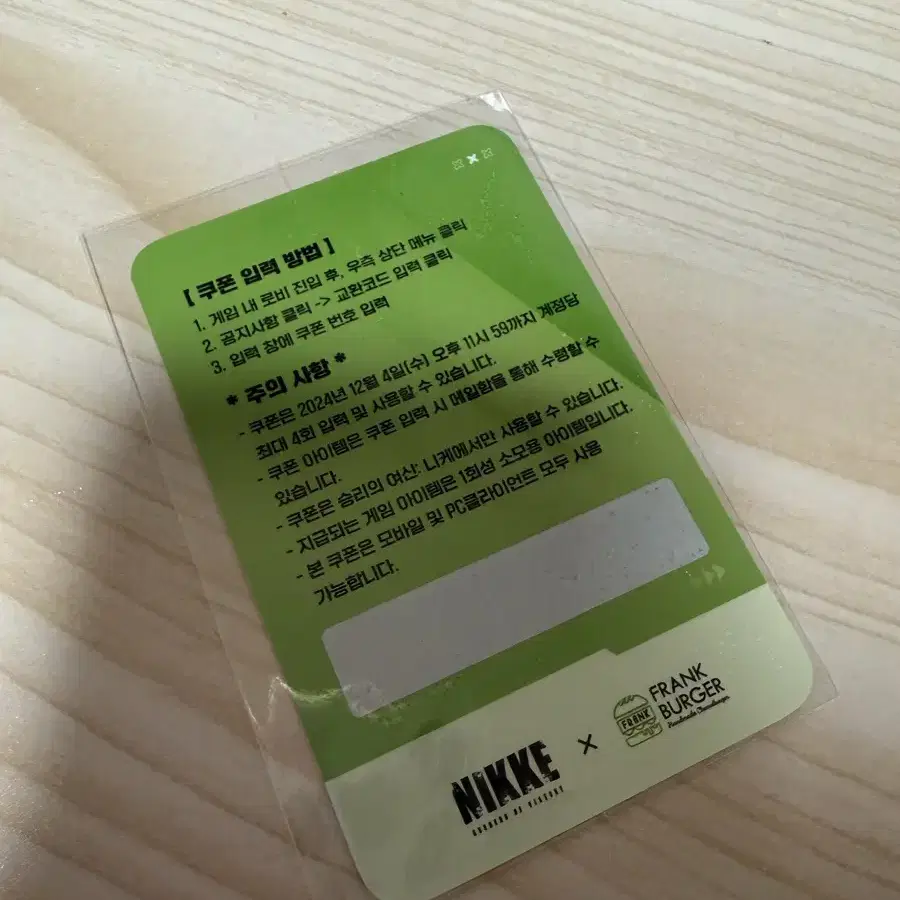 [ 쿠폰 입력 방법 ]
1. 게임 내 로비 진입 후, 우측 상단 메뉴 클릭
2. 공지사항 클릭 -> 교환코드 입력 클릭
3. 입력 창에 쿠폰 번호 입력
* 주의 사항 *
- 쿠폰은 2024년 12월 4일(수) 오후 11시 59까지 계정당
최대 4회 입력 및 사용할 수 있습니다.
- 쿠폰 아이템은 쿠폰 입력 시 메일함을 통해 수령할 수
있습니다.
- 쿠폰은 승리의 여신: 니케에서만 사용할 수 있습니다.
- 지급되는 게임 아이템은 1회성 소모용 아이템입니다.
- 본 쿠폰은 모바일 및 PC클라이언트 모두 사용
가능합니다.
NIKKE
GODDESS OF VICTORY
×
FRANK
FRANK
BURGER
Handmade Cheeseburger